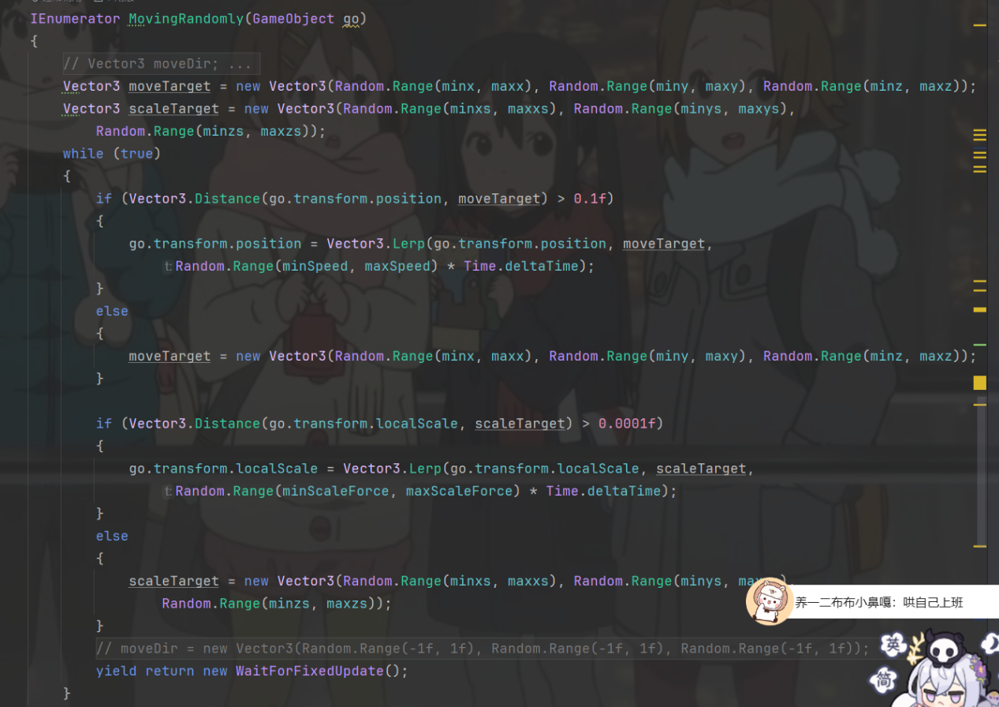 IEnumerator MovingRandomly(GameObject go)
{
// Vector3 moveDir; ...
Vector3 moveTarget = new Vector3(Random.Range(minx, maxx), Random.Range(miny, maxy), Random.Range(minz, maxz));
Vector3 scaleTarget = new Vector3(Random.Range(minxs, maxxs), Random.Range(minys, maxys),
Random.Range(minzs, maxzs));
while (true)
{
if (Vector3.Distance(go.transform.position, moveTarget) > 0.1f)
{
go.transform.position = Vector3.Lerp(go.transform.position, moveTarget,
t: Random.Range(minSpeed, maxSpeed) * Time.deltaTime);
}
else
{
moveTarget = new Vector3(Random.Range(minx, maxx), Random.Range(miny, maxy), Random.Range(minz, maxz));
}
if (Vector3.Distance(go.transform.localScale, scaleTarget) > 0.0001f)
{
go.transform.localScale = Vector3.Lerp(go.transform.localScale, scaleTarget,
t: Random.Range(minScaleForce, maxScaleForce) * Time.deltaTime);
}
else
{
scaleTarget = new Vector3(Random.Range(minxs, maxxs), Random.Range(minys,
Random.Range(minzs, maxzs));
}
养一二布布小鼻嘎：哄自己上班
// moveDir = new Vector3(Random.Range(-1f, 1f), Random.Range(-1f, 1f), Random.Range(-1f, 1f));
英
yield return new WaitForFixedUpdate();
简
}